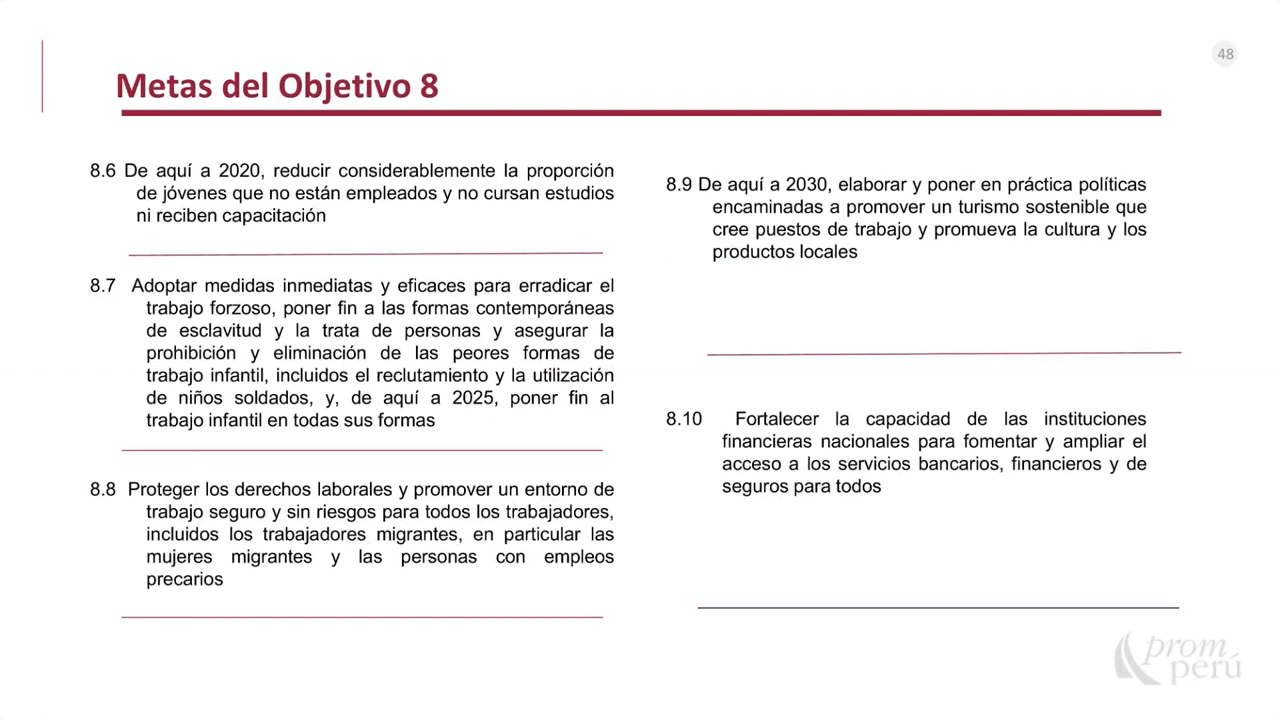 48
Metas del Objetivo 8
8.6 De aquí a 2020, reducir considerablemente la proporción
de jóvenes que no están empleados y no cursan estudios
ni reciben capacitación
8.7 Adoptar medidas inmediatas y eficaces para erradicar el
trabajo forzoso, poner fin a las formas contemporáneas
de esclavitud y la trata de personas y asegurar la
prohibición y eliminación de las peores formas de
trabajo infantil, incluidos el reclutamiento y la utilización
de niños soldados, y, de aquí a 2025, poner fin al
trabajo infantil en todas sus formas
8.8 Proteger los derechos laborales y promover un entorno de
trabajo seguro y sin riesgos para todos los trabajadores,
incluidos los trabajadores migrantes, en particular las
mujeres migrantes y las personas con empleos
precarios
8.9 De aquí a 2030, elaborar y poner en práctica políticas
encaminadas a promover un turismo sostenible que
cree puestos de trabajo y promueva la cultura y los
productos locales
8.10 Fortalecer la capacidad de las instituciones
financieras nacionales para fomentar y ampliar el
acceso a los servicios bancarios, financieros y de
seguros para todos
prom
perú